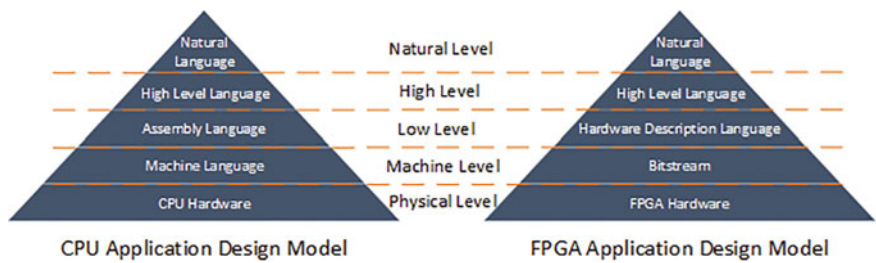 Natural
Language
High Level Language
Assembly Language
Machine Language
CPU Hardware
CPU Application Design Model
Natural Level
High Level
Low Level
Machine Level
Physical Level
Natural
Language
High Level Language
Hardware Description Language
Bitstream
FPGA Hardware
FPGA Application Design Model